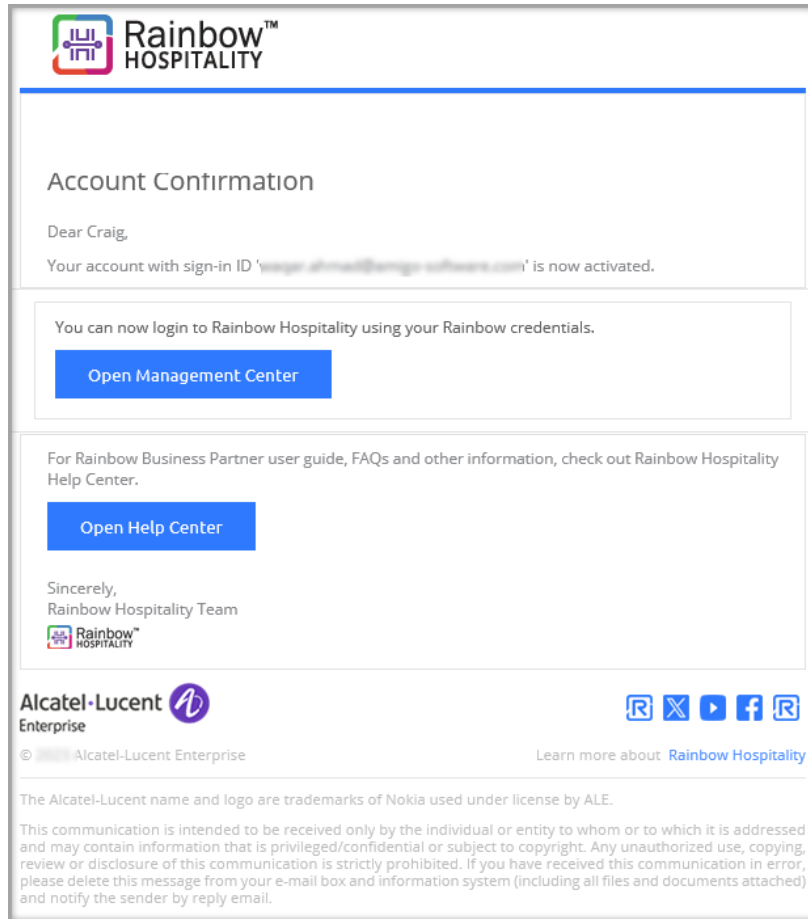 Rainbow™
HOSPITALITY
Account Confirmation
Dear Craig,
Your account with sign-in ID '' is now activated.
You can now login to Rainbow Hospitality using your Rainbow credentials.
Open Management Center
For Rainbow Business Partner user guide, FAQs and other information, check out Rainbow Hospitality
Help Center.
Open Help Center
Sincerely,
Rainbow Hospitality Team
Rainbow™
HOSPITALITY
Alcatel·Lucent
Enterprise
© Alcatel-Lucent Enterprise
Learn more about Rainbow Hospitality
The Alcatel-Lucent name and logo are trademarks of Nokia used under license by ALE.
This communication is intended to be received only by the individual or entity to whom or to which it is addressed
and may contain information that is privileged/confidential or subject to copyright. Any unauthorized use, copying,
review or disclosure of this communication is strictly prohibited. If you have received this communication in error,
please delete this message from your e-mail box and information system (including all files and documents attached)
and notify the sender by reply email.